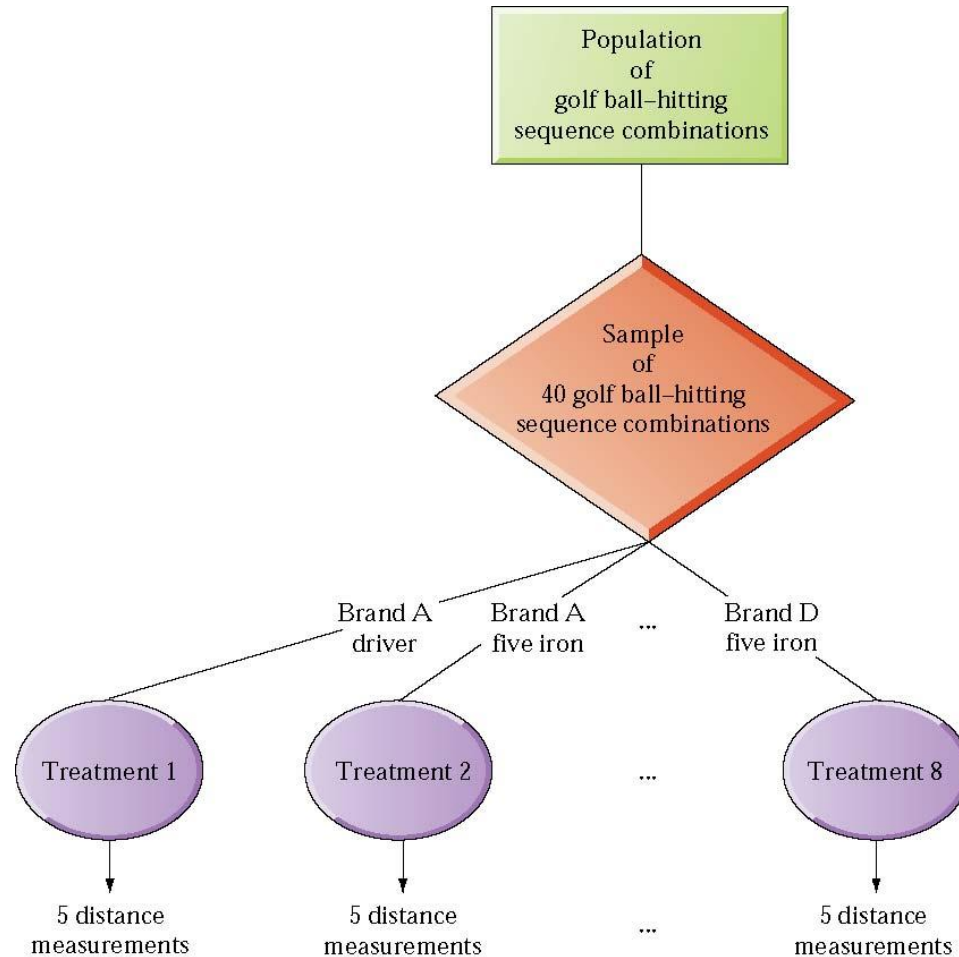 Population
of
golf ball–hitting
sequence combinations
Sample
of
40 golf ball–hitting
sequence combinations
Brand A
driver
Brand A
five iron
...
Brand D
five iron
Treatment 1
Treatment 2
...
Treatment 8
5 distance
measurements
5 distance
measurements
...
5 distance
measurements